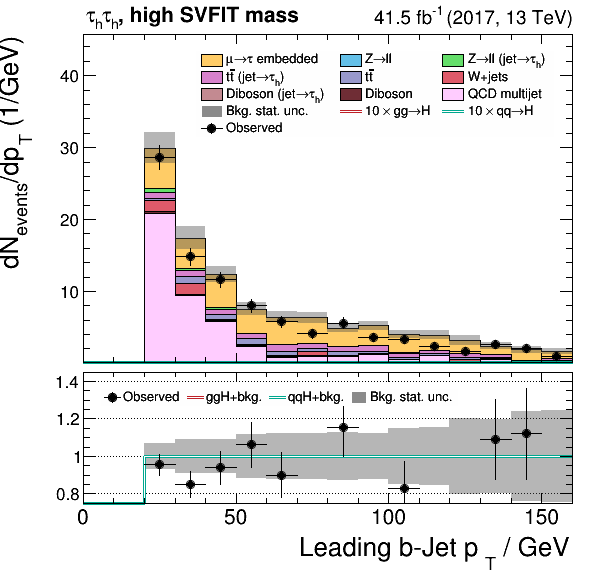 τhτh, high SVFIT mass 41.5 fb-1 (2017, 13 TeV)
μ→τ embedded Z→ll Z→ll (jet→τh)
tt̄ (jet→τh) tt̄ W+jets
Diboson (jet→τh) Diboson QCD multijet
Bkg. stat. unc. 10 × gg→H 10 × qq→H
Observed
dNevents/dpT (1/GeV)
40
30
20
10
Observed ggH+bkg. qqH+bkg. Bkg. stat. unc.
1.4
1.2
1
0.8
0 50 100 150
Leading b-Jet pT / GeV